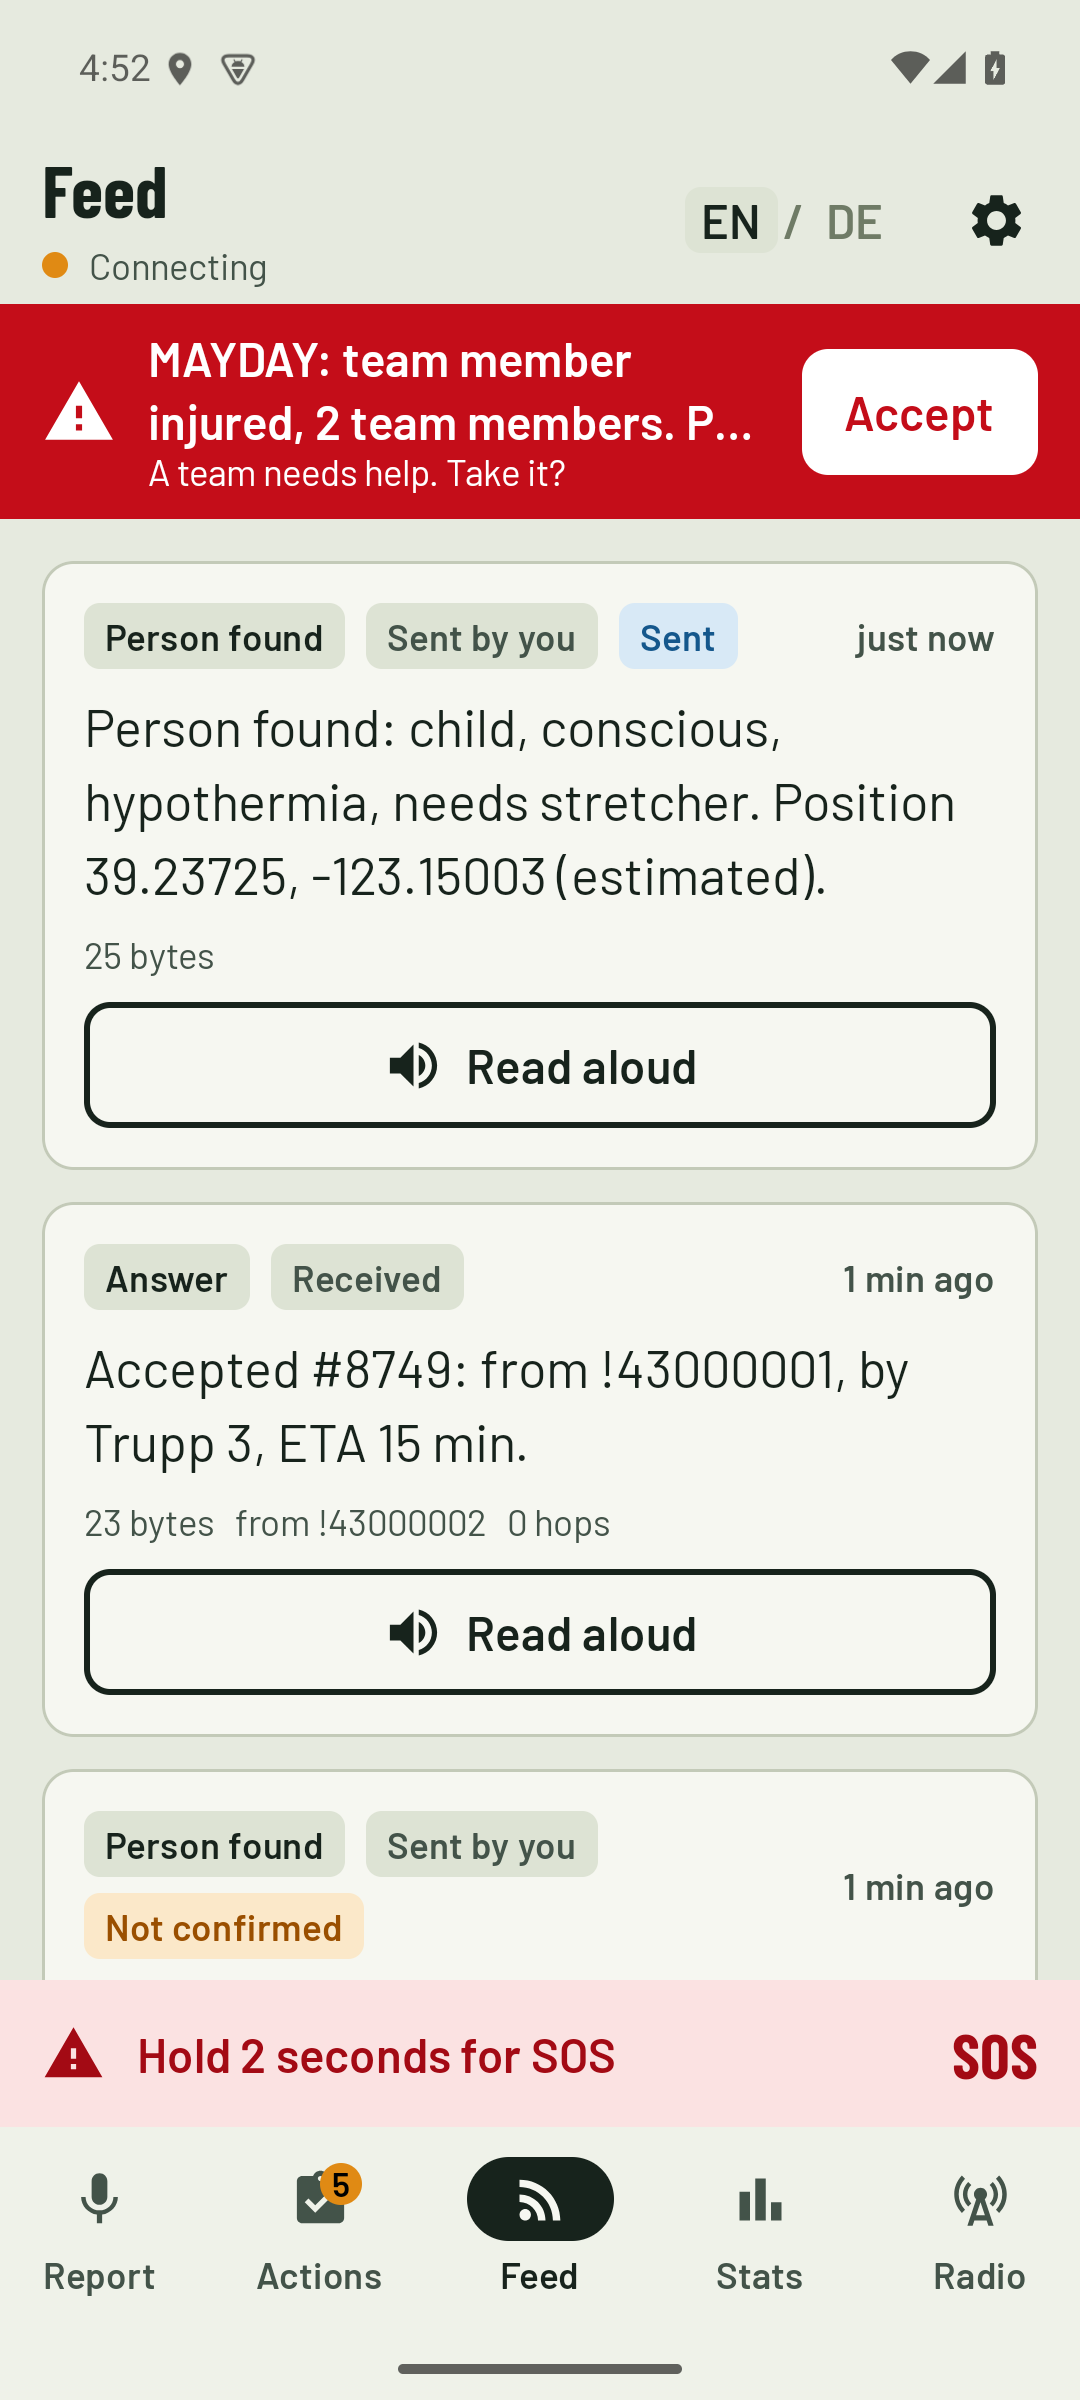 4:52
Feed
EN / DE
Connecting
MAYDAY: team member
injured, 2 team members. P...
A team needs help. Take it?
Accept
Person found
Sent by you
Sent
just now
Person found: child, conscious,
hypothermia, needs stretcher. Position
39.23725, -123.15003 (estimated).
25 bytes
Read aloud
Answer
Received
1 min ago
Accepted #8749: from !43000001, by
Trupp 3, ETA 15 min.
23 bytes from !43000002 0 hops
Read aloud
Person found
Sent by you
1 min ago
Not confirmed
Hold 2 seconds for SOS
SOS
5
Report
Actions
Feed
Stats
Radio